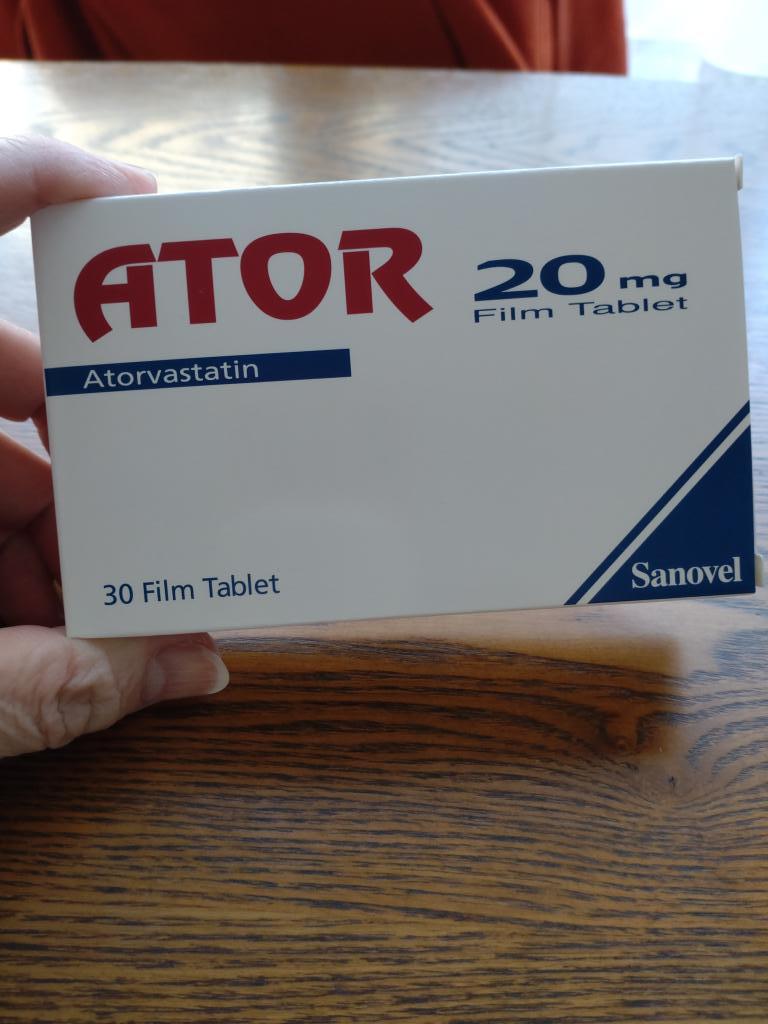 ATOR
20 mg
Film Tablet
Atorvastatin
30 Film Tablet
Sanovel